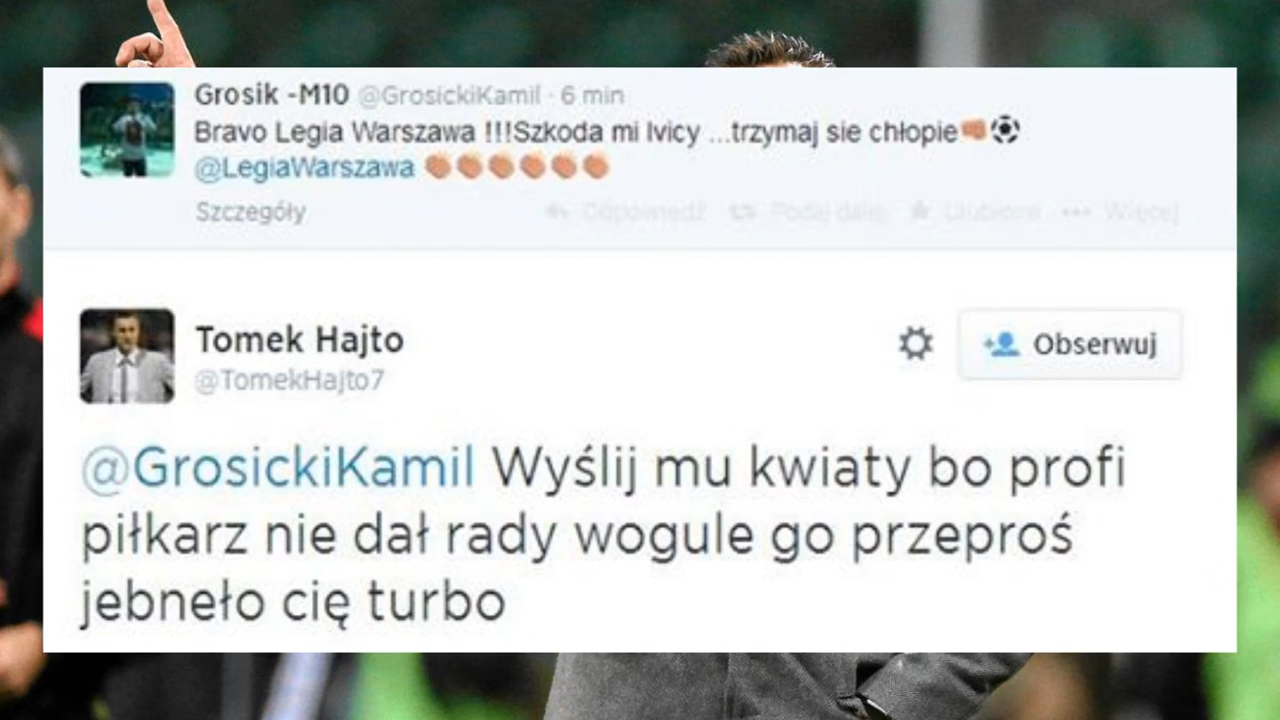 Grosik -M10 @GrosickiKamil · 6 min
Bravo Legia Warszawa !!!Szkoda mi Ivicy ...trzymaj sie chłopie👊⚽
@LegiaWarszawa 👏👏👏👏👏👏
Szczegóły Odpowiedz Podaj dalej Ulubione Więcej
Tomek Hajto
@TomekHajto7
Obserwuj
@GrosickiKamil Wyślij mu kwiaty bo profi
piłkarz nie dał rady wogule go przeproś
jebneło cię turbo